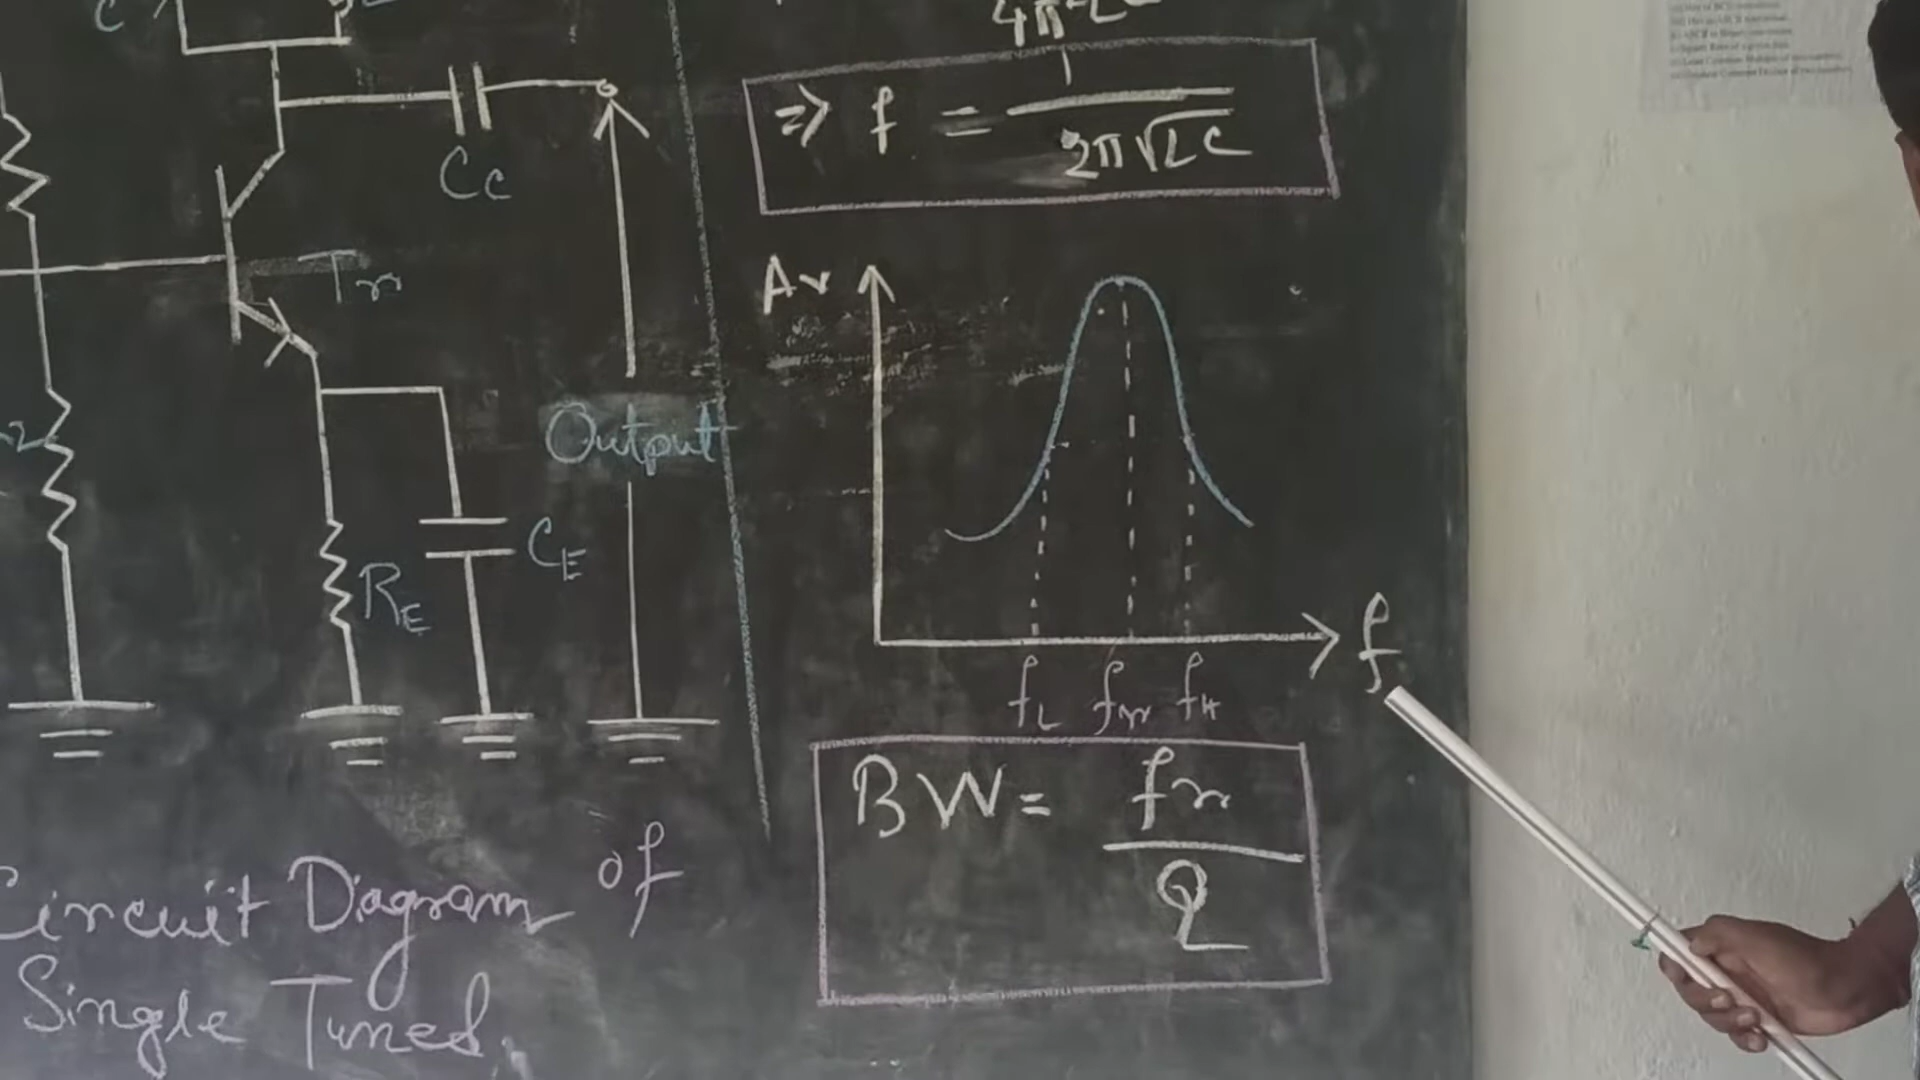 C
Cc
Tr
Output
RE
CE
Circuit Diagram of
Single Tuned.
⇒ f = 1 / 2π√LC
Av
f
fL fr fH
BW = fr / Q